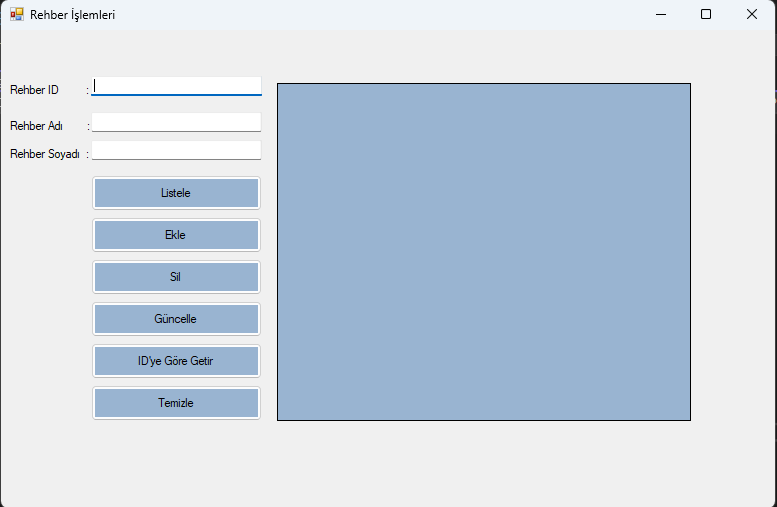 Rehber İşlemleri
Rehber ID :
Rehber Adı :
Rehber Soyadı :
Listele
Ekle
Sil
Güncelle
ID'ye Göre Getir
Temizle